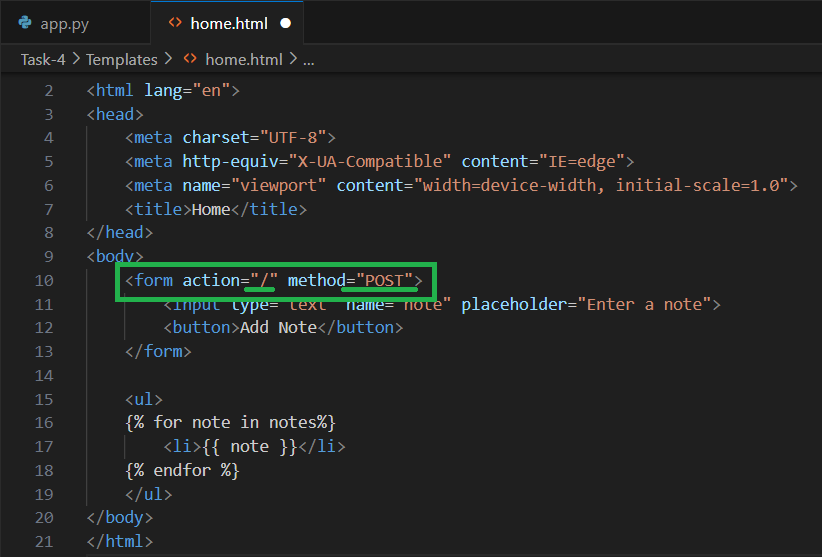 app.py
home.html
Task-4 > Templates > home.html > ...
2 <html lang="en">
3 <head>
4 <meta charset="UTF-8">
5 <meta http-equiv="X-UA-Compatible" content="IE=edge">
6 <meta name="viewport" content="width=device-width, initial-scale=1.0">
7 <title>Home</title>
8 </head>
9 <body>
10 <form action="/" method="POST">
11 <input type="text" name="note" placeholder="Enter a note">
12 <button>Add Note</button>
13 </form>
14
15 <ul>
16 {% for note in notes%}
17 <li>{{ note }}</li>
18 {% endfor %}
19 </ul>
20 </body>
21 </html>